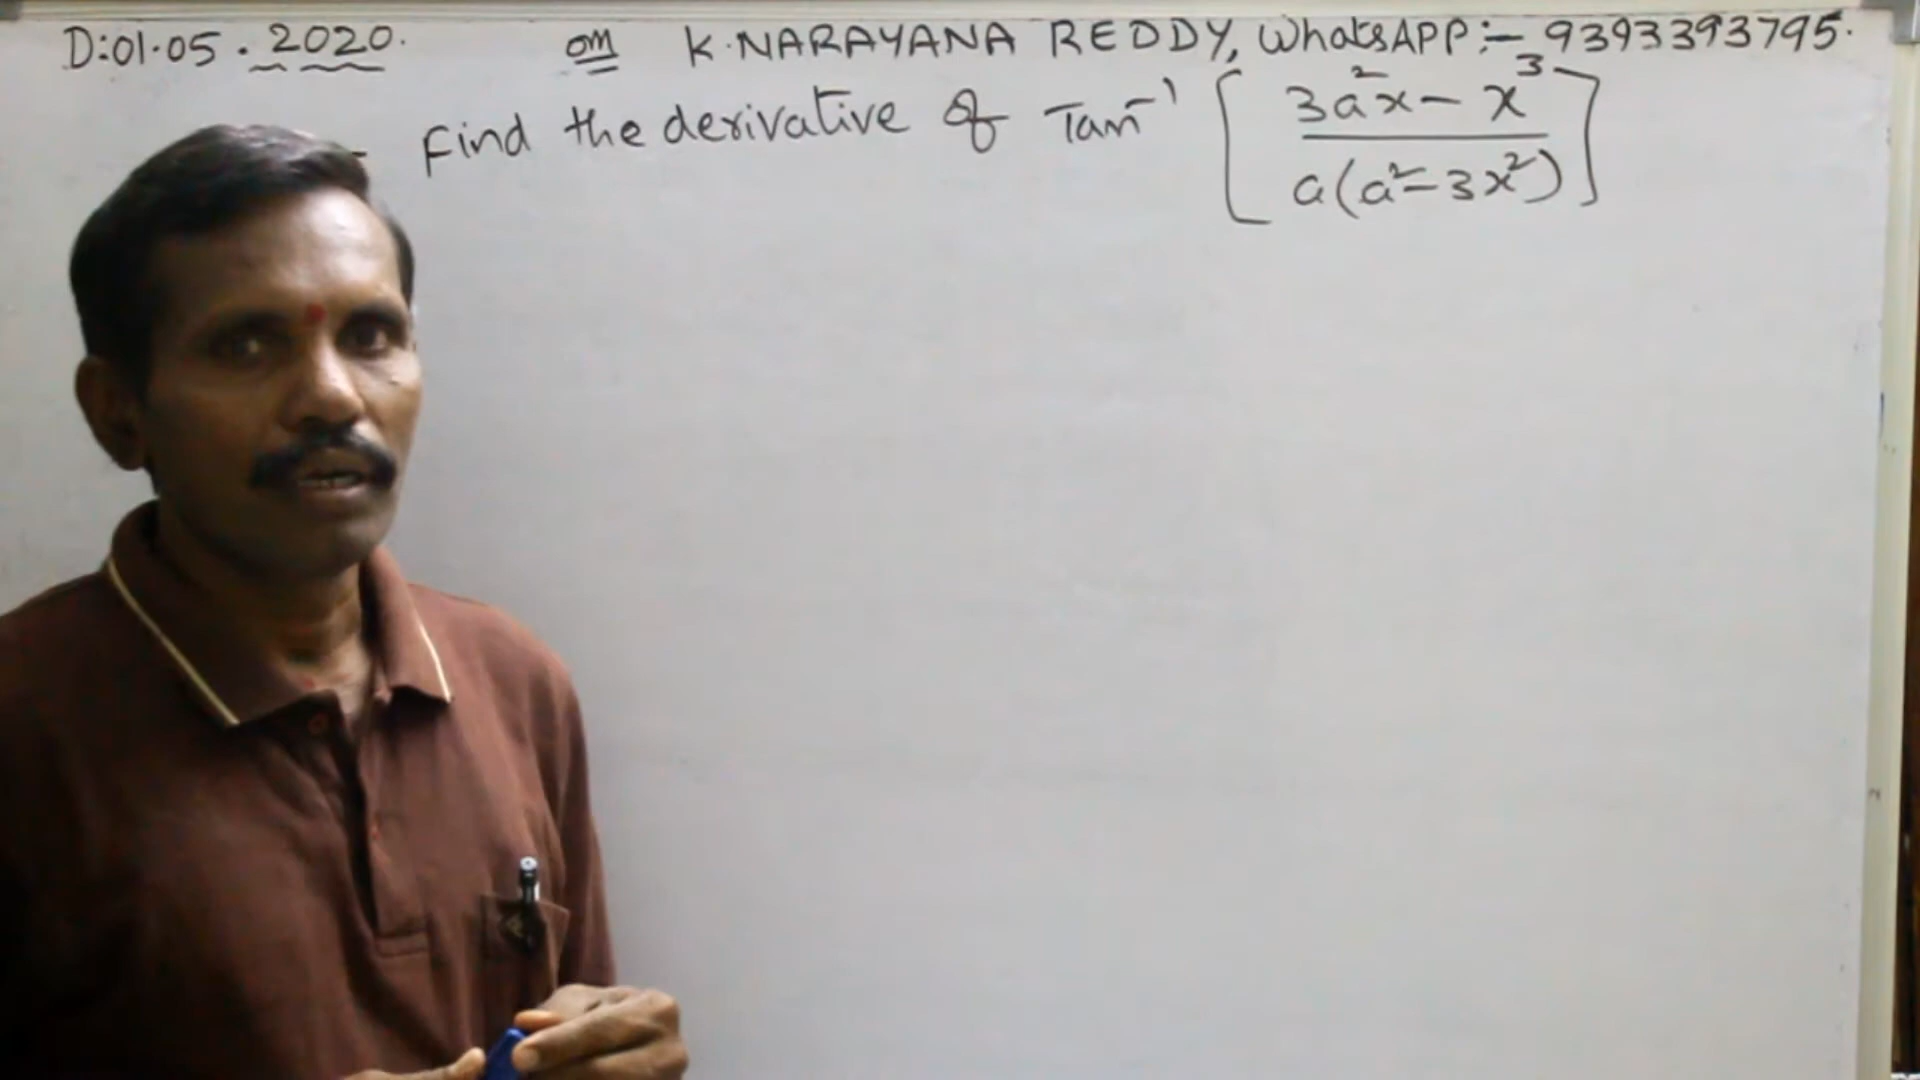 D:01.05.2020. om K.NARAYANA REDDY, WhatsAPP:- 9393393795.
Find the derivative of Tan⁻¹ [ (3a²x - x³) / (a(a²-3x²)) ]